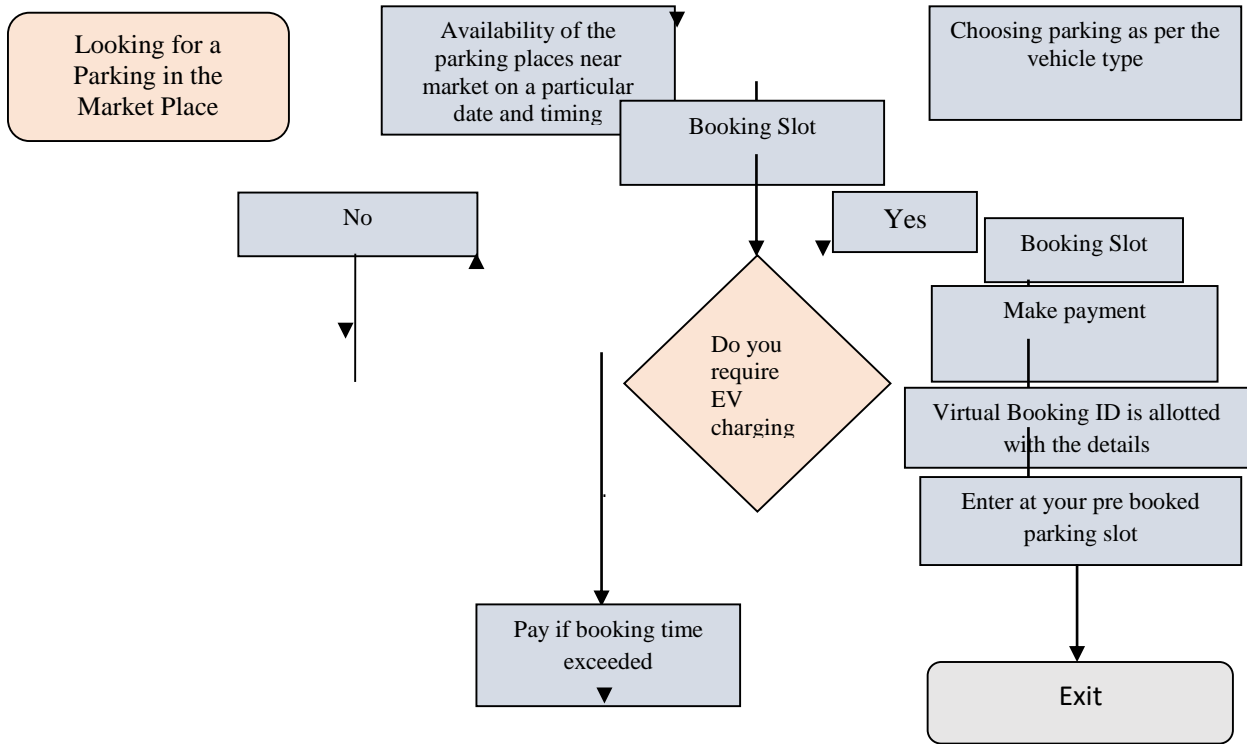 Looking for a
Parking in the
Market Place
Availability of the
parking places near
market on a particular
date and timing
Choosing parking as per the
vehicle type
Booking Slot
No
Yes
Booking Slot
Make payment
Do you
require
EV
charging
Virtual Booking ID is allotted
with the details
Enter at your pre booked
parking slot
Pay if booking time
exceeded
Exit